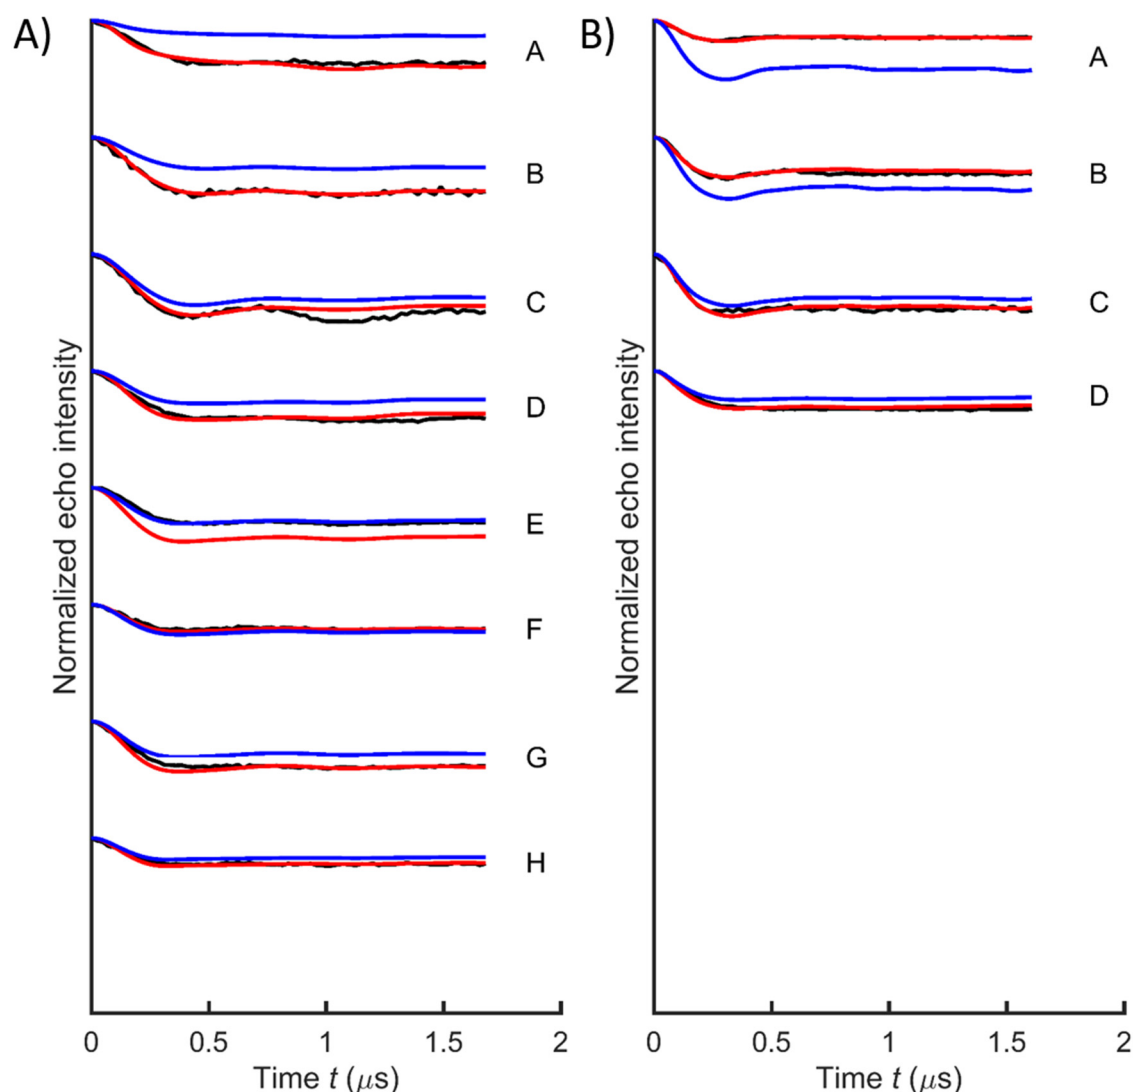 A)
Normalized echo intensity
A
B
C
D
E
F
G
H
0 0.5 1 1.5 2
Time t (μs)
B)
Normalized echo intensity
A
B
C
D
0 0.5 1 1.5 2
Time t (μs)